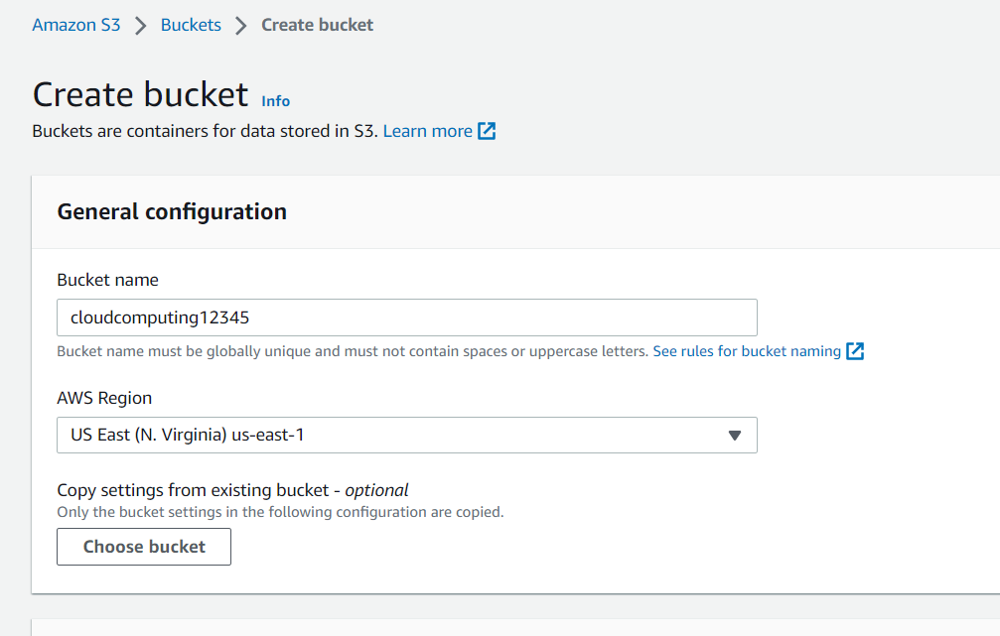 Amazon S3 > Buckets > Create bucket
Create bucket Info
Buckets are containers for data stored in S3. Learn more
General configuration
Bucket name
cloudcomputing12345
Bucket name must be globally unique and must not contain spaces or uppercase letters. See rules for bucket naming
AWS Region
US East (N. Virginia) us-east-1
Copy settings from existing bucket - optional
Only the bucket settings in the following configuration are copied.
Choose bucket